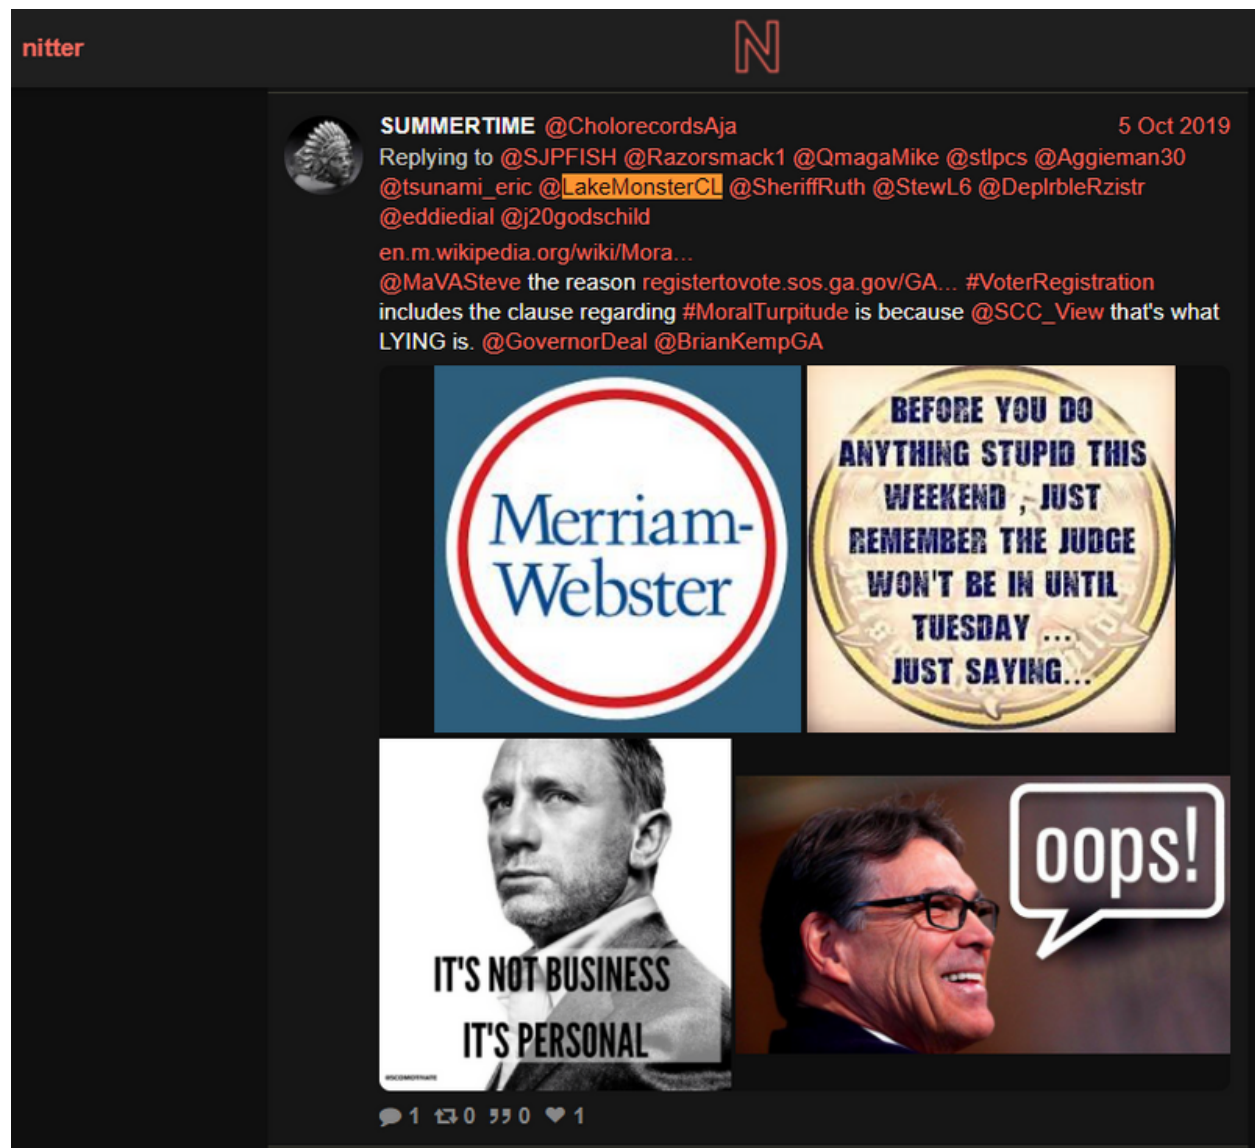 nitter
N
SUMMERTIME @CholorecordsAja 5 Oct 2019
Replying to @SJPFISH @Razorsmack1 @QmagaMike @stlpcs @Aggieman30
@tsunami_eric @LakeMonsterCL @SheriffRuth @StewL6 @DeplrbleRzistr
@eddiedial @j20godschild
en.m.wikipedia.org/wiki/Mora...
@MaVASteve the reason registertovote.sos.ga.gov/GA... #VoterRegistration
includes the clause regarding #MoralTurpitude is because @SCC_View that's what
LYING is. @GovernorDeal @BrianKempGA
Merriam-
Webster
BEFORE YOU DO
ANYTHING STUPID THIS
WEEKEND , JUST
REMEMBER THE JUDGE
WON'T BE IN UNTIL
TUESDAY ...
JUST SAYING...
IT'S NOT BUSINESS
IT'S PERSONAL
oops!
1 0 0 1